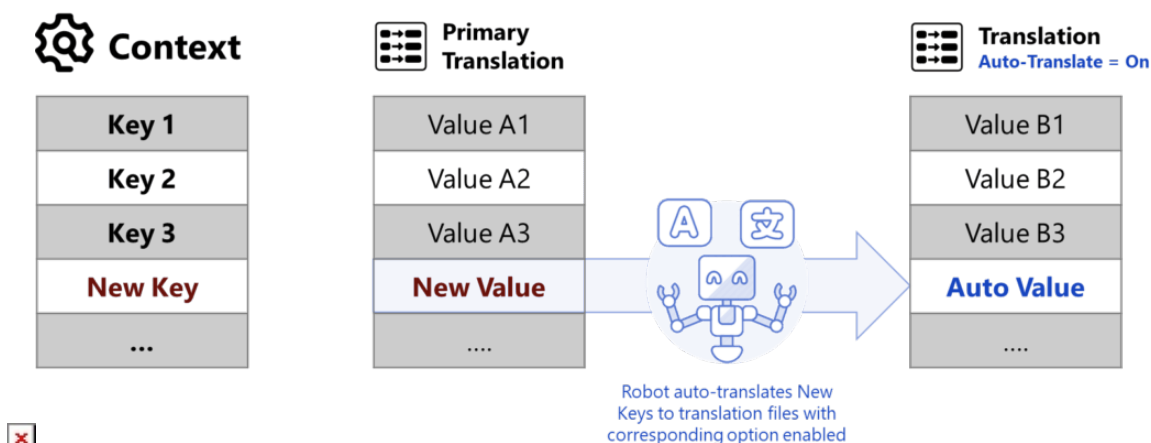 Context
Key 1
Key 2
Key 3
New Key
...
Primary
Translation
Value A1
Value A2
Value A3
New Value
....
A 文
Robot auto-translates New
Keys to translation files with
corresponding option enabled
Translation
Auto-Translate = On
Value B1
Value B2
Value B3
Auto Value
....